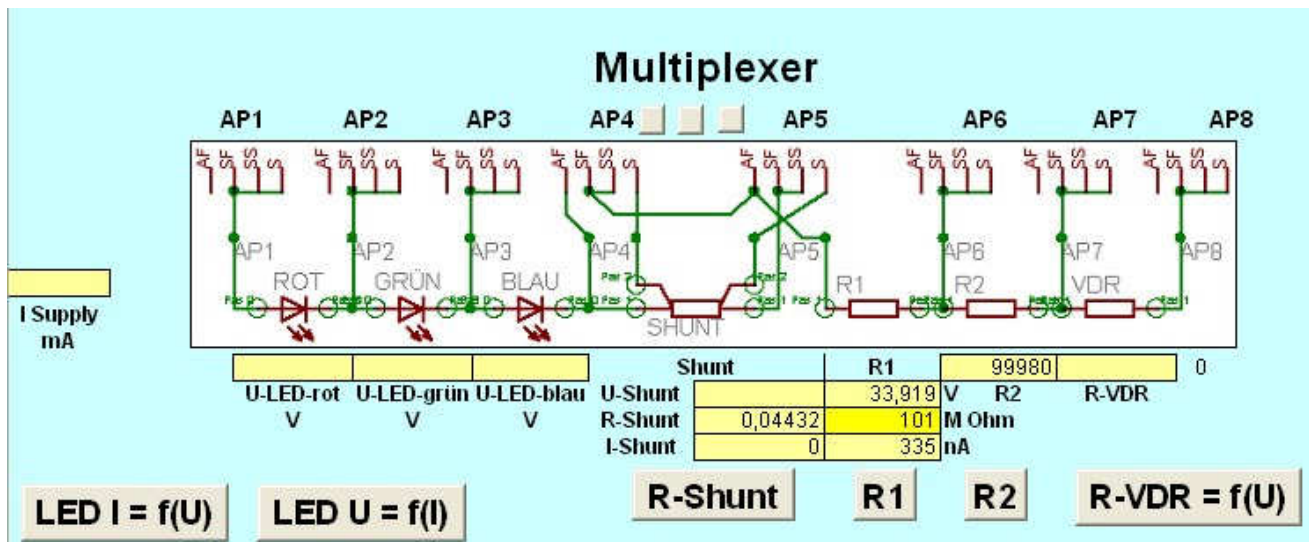 Multiplexer
AP1 AP2 AP3 AP4 AP5 AP6 AP7 AP8
AF SF SS S AF SF SS S AF SF SS S AF SF SS S AF SF SS S AF SF SS S AF SF SS S AF SF SS S
AP1 AP2 AP3 AP4 AP5 AP6 AP7 AP8
ROT GRÜN BLAU R1 R2 VDR
SHUNT
I Supply
mA
Shunt R1 99980 0
U-LED-rot U-LED-grün U-LED-blau U-Shunt 33,919 V R2 R-VDR
V V V R-Shunt 0,04432 101 M Ohm
I-Shunt 0 335 nA
LED I = f(U) LED U = f(I) R-Shunt R1 R2 R-VDR = f(U)